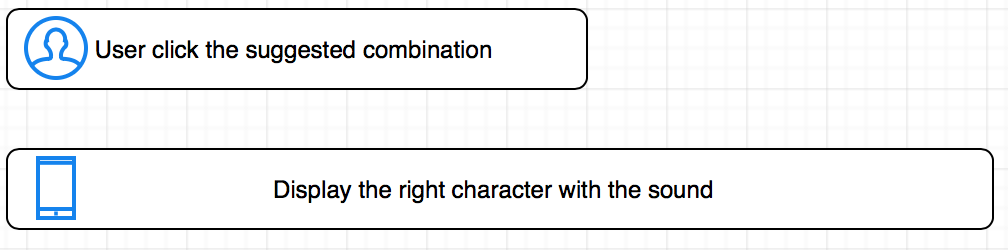 User click the suggested combination
Display the right character with the sound